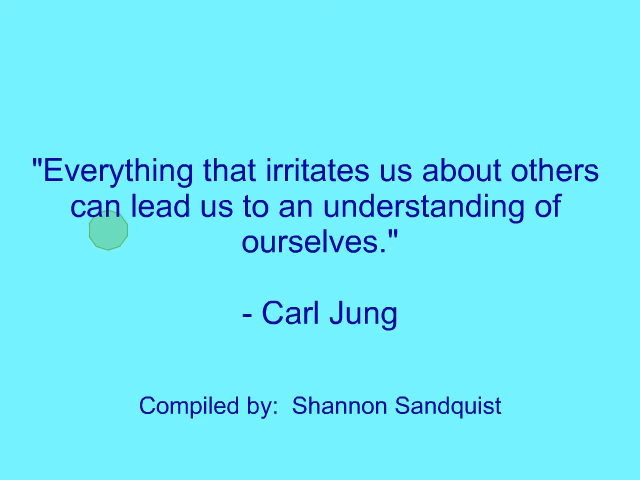 "Everything that irritates us about others
can lead us to an understanding of
ourselves."
- Carl Jung
Compiled by:  Shannon Sandquist